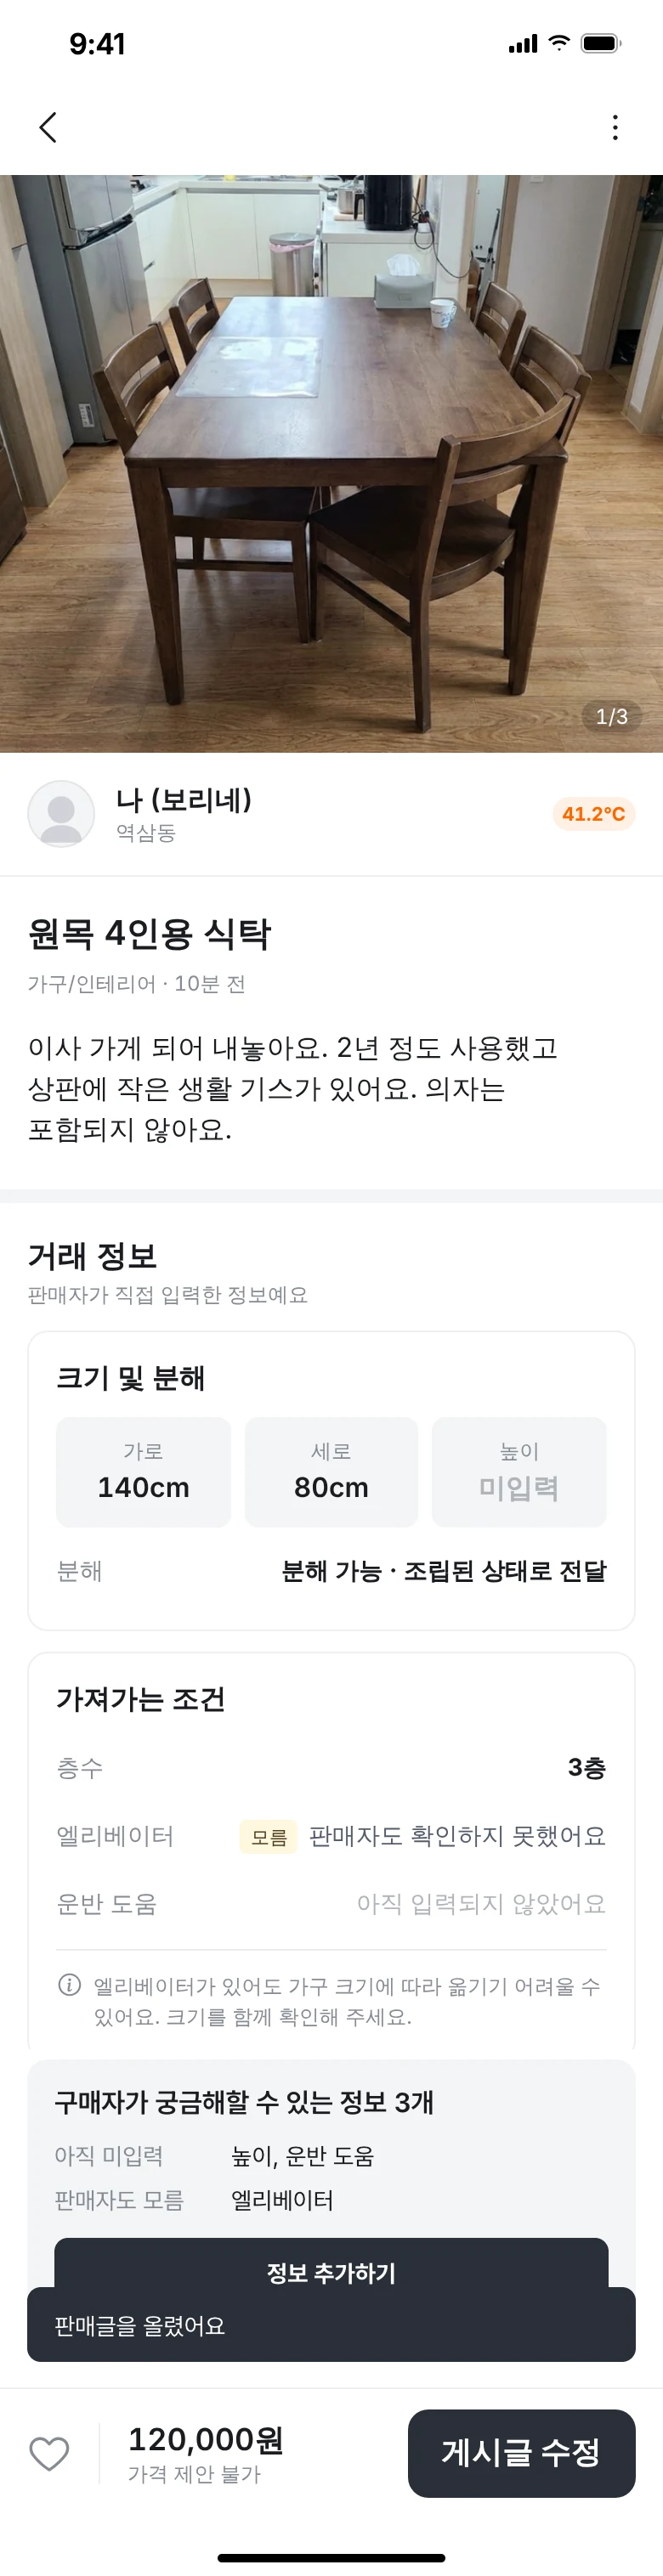 9:41
1/3
나 (보리네)
역삼동
41.2°C
원목 4인용 식탁
가구/인테리어 · 10분 전
이사 가게 되어 내놓아요. 2년 정도 사용했고
상판에 작은 생활 기스가 있어요. 의자는
포함되지 않아요.
거래 정보
판매자가 직접 입력한 정보예요
크기 및 분해
가로
140cm
세로
80cm
높이
미입력
분해
분해 가능 · 조립된 상태로 전달
가져가는 조건
층수
3층
엘리베이터
모름
판매자도 확인하지 못했어요
운반 도움
아직 입력되지 않았어요
엘리베이터가 있어도 가구 크기에 따라 옮기기 어려울 수
있어요. 크기를 함께 확인해 주세요.
구매자가 궁금해할 수 있는 정보 3개
아직 미입력
높이, 운반 도움
판매자도 모름
엘리베이터
정보 추가하기
판매글을 올렸어요
120,000원
가격 제안 불가
게시글 수정